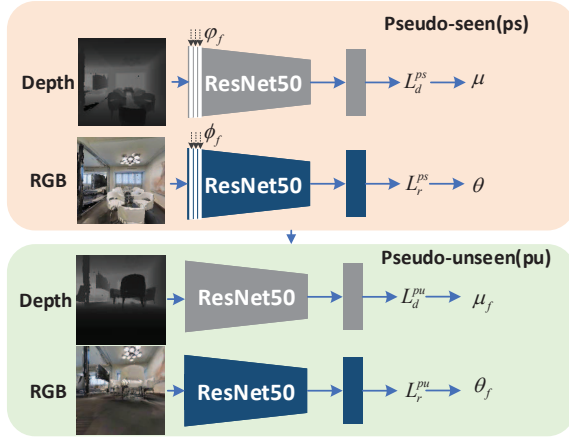 Pseudo-seen(ps)
φ_f
Depth
ResNet50
L_d^{ps}
μ
ϕ_f
RGB
ResNet50
L_r^{ps}
θ
Pseudo-unseen(pu)
Depth
ResNet50
L_d^{pu}
μ_f
RGB
ResNet50
L_r^{pu}
θ_f